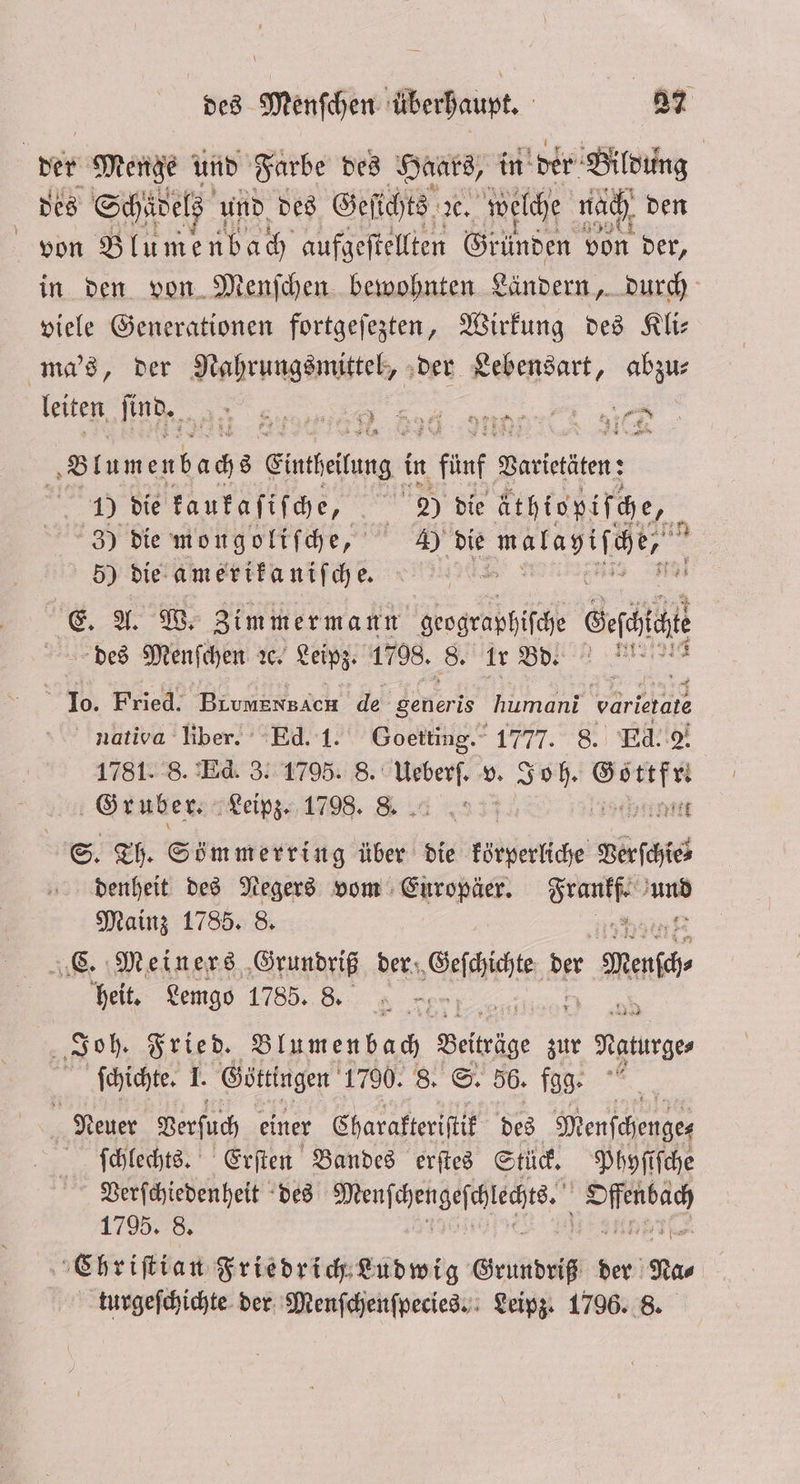 des Menſchen überhaupt. 27
der Menge und Farbe des Haars, in der Bildung
des Schädels und des Geſichts ꝛc. welche nach den
von Blumenbach aufgeſtellten Gründen von der,
in den von Menſchen bewohnten Ländern, durch
viele Generationen fortgeſezten, Wirkung des Kli⸗
ma's, der Nahrungsmittel, der Lebensart, abzu⸗
leiten ſind.
Blumenbachs Eintheilung in fünf Varietäten:
1) die kaukaſiſche, 2) die äthiopiſche,
3) die mongoliſche, 4) die malayiſche,
5) die amerikaniſche.
E. A. W. Zimmermann geographiſche Geſchichte
des Menſchen ꝛc. Leipz. 1798. 8. 1r Bd.
Io. Fried. Blumenbach de generis humani varietate
nativa liber. Ed. 1. Goetting. 1777. 8. Ed. 2.
1781. 8. Ed. 3. 1795. 8. Ueberſ. v. Joh. Gottfr.
Gruber. Leipz. 1798. 8.
S. Th. Sömmerring über die körperliche Verſchie⸗
denheit des Negers vom Europäer. Frankf. und
Mainz 1785. 8.
C. Meiners Grundriß der Geſchichte der Menſch⸗
heit. Lemgo 1785. 8.
Joh. Fried. Blumenbach Beiträge zur Naturge⸗
ſchichte. I. Göttingen 1790. 8. S. 56. fgg.
Neuer Verſuch einer Charakteriſtik des Menſchenge⸗
ſchlechts. Erſten Bandes erſtes Stück. Phyſiſche
Verſchiedenheit des Menſchengeſchlechts. Offenbach
1795. 8.
Chriſtian Friedrich Ludwig Grundriß der Na⸗
turgeſchichte der Menſchenſpecies. Leipz. 1796. 8.